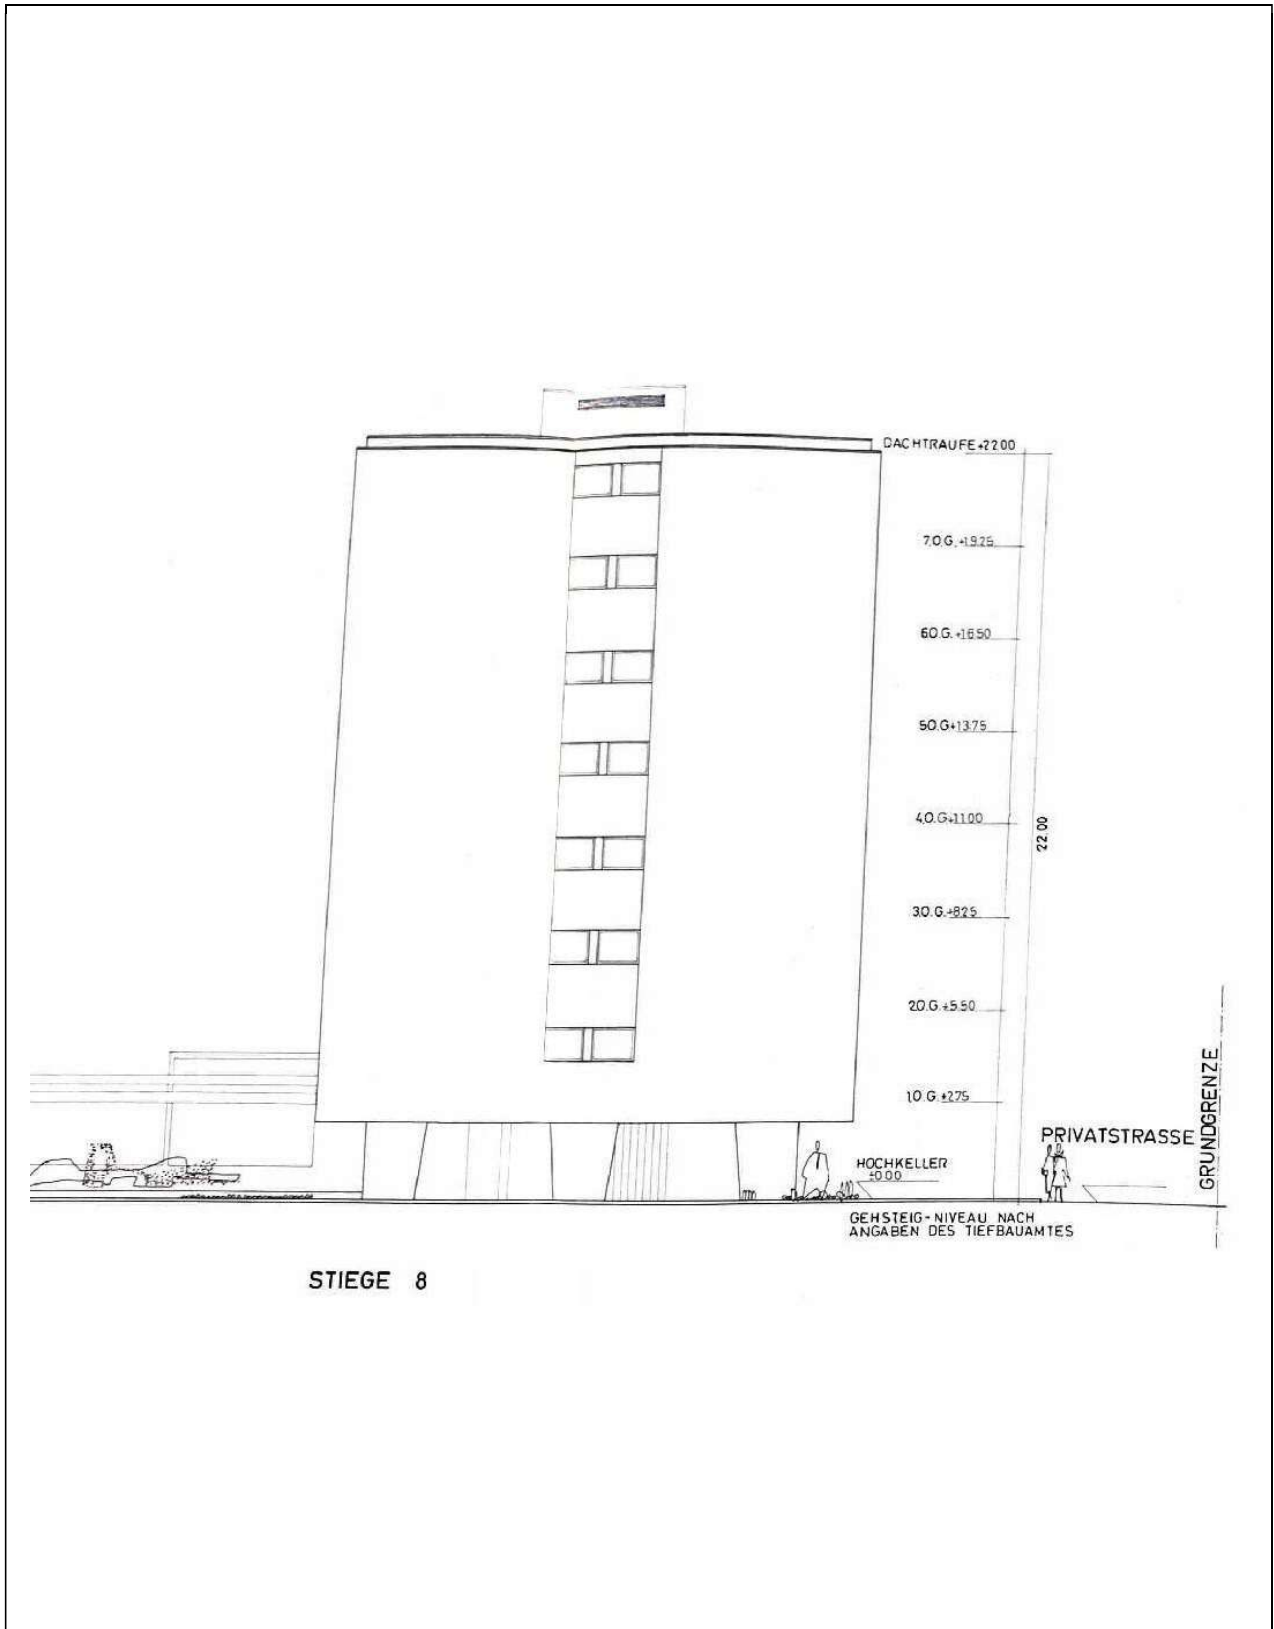 DACHTRAUFE+22.00
7.O.G.+19.25
6.O.G.+16.50
5.O.G+13.75
4.O.G+11.00
22.00
3.O.G.+8.25
2.O.G.+5.50
1.O.G.+2.75
GRUNDGRENZE
PRIVATSTRASSE
HOCHKELLER
±0.00
GEHSTEIG-NIVEAU NACH
ANGABEN DES TIEFBAUAMTES
STIEGE 8